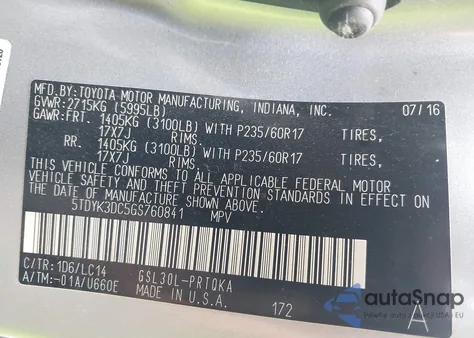 MFD.BY:TOYOTA MOTOR MANUFACTURING, INDIANA, INC. 07/16
GVWR:2715KG (5995LB)
GAWR:FRT. 1405KG (3100LB) WITH P235/60R17 TIRES,
17X7J RIMS,
RR. 1405KG (3100LB) WITH P235/60R17 TIRES,
17X7J RIMS,
THIS VEHICLE CONFORMS TO ALL APPLICABLE FEDERAL MOTOR
VEHICLE SAFETY AND THEFT PREVENTION STANDARDS IN EFFECT ON
THE DATE OF MANUFACTURE SHOWN ABOVE.
5TDYK3DC5GS760841 MPV
C/TR:1D6/LC14 GSL30L-PRTQKA
A/TM:-01A/U660E MADE IN U.S.A. 172 A
autoSnap